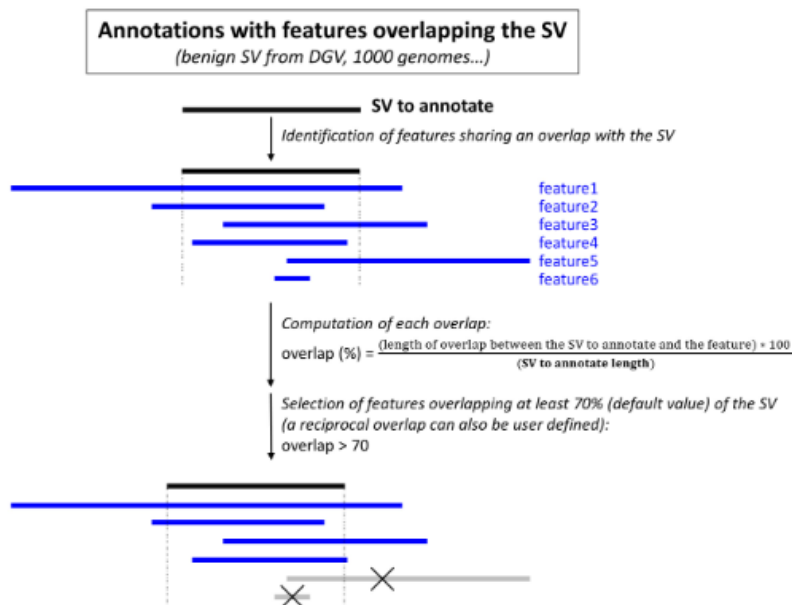 Annotations with features overlapping the SV
(benign SV from DGV, 1000 genomes...)
SV to annotate
Identification of features sharing an overlap with the SV
feature1
feature2
feature3
feature4
feature5
feature6
Computation of each overlap:
overlap (%) = (length of overlap between the SV to annotate and the feature) * 100
(SV to annotate length)
Selection of features overlapping at least 70% (default value) of the SV
(a reciprocal overlap can also be user defined):
overlap > 70